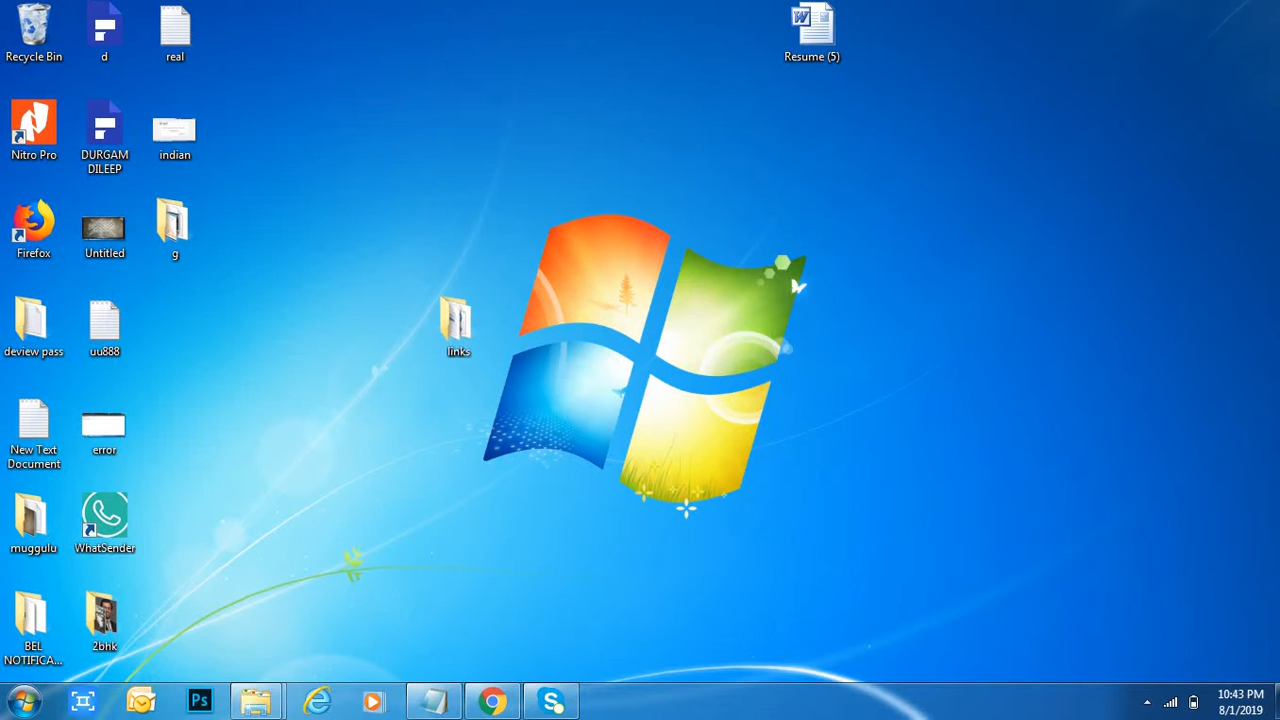 Recycle Bin
d
real
Resume (5)
Nitro Pro
DURGAM
DILEEP
indian
Firefox
Untitled
g
deview pass
uu888
links
New Text
Document
error
muggulu
WhatSender
BEL
NOTIFICA...
2bhk
Ps
10:43 PM
8/1/2019